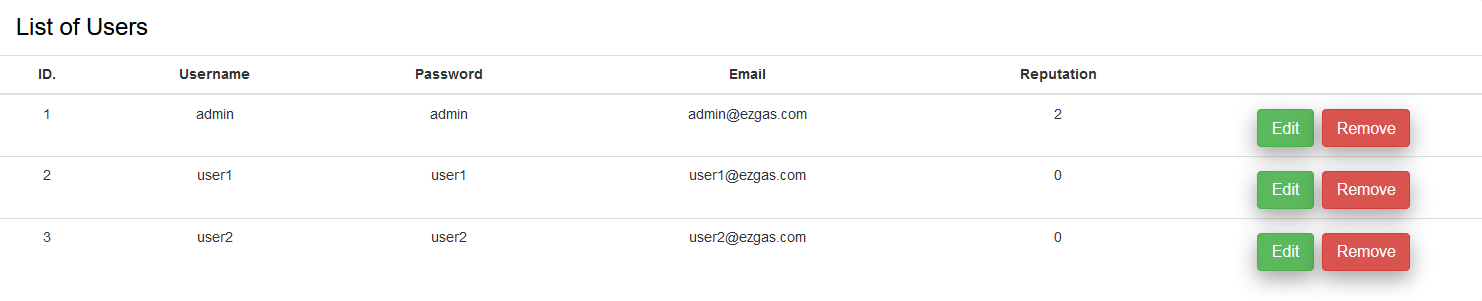 List of Users
ID. Username Password Email Reputation
1 admin admin admin@ezgas.com 2 Edit Remove
2 user1 user1 user1@ezgas.com 0 Edit Remove
3 user2 user2 user2@ezgas.com 0 Edit Remove